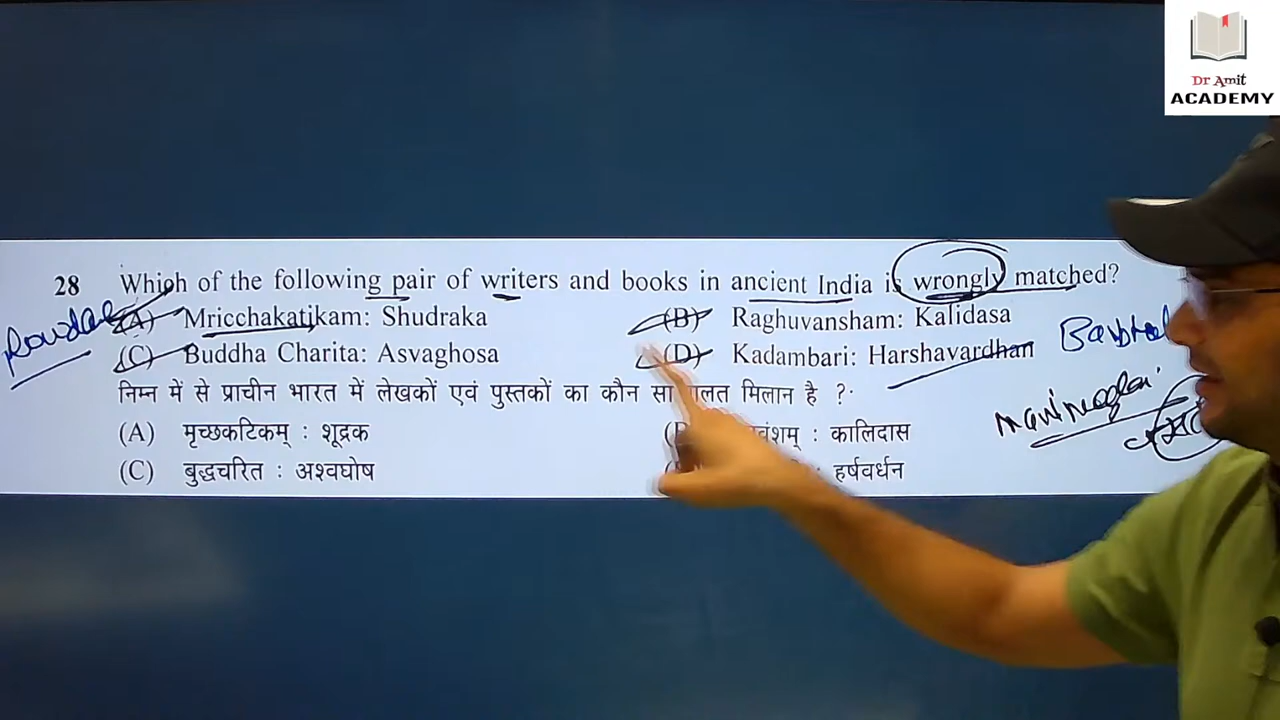 Dr Amit
ACADEMY
28 Which of the following pair of writers and books in ancient India is wrongly matched?
(A) Mricchakatikam: Shudraka (B) Raghuvansham: Kalidasa
(C) Buddha Charita: Asvaghosa (D) Kadambari: Harshavardhan
निम्न में से प्राचीन भारत में लेखकों एवं पुस्तकों का कौन सा गलत मिलान है ?
(A) मृच्छकटिकम् : शूद्रक : कालिदास
(C) बुद्धचरित : अश्वघोष : हर्षवर्धन